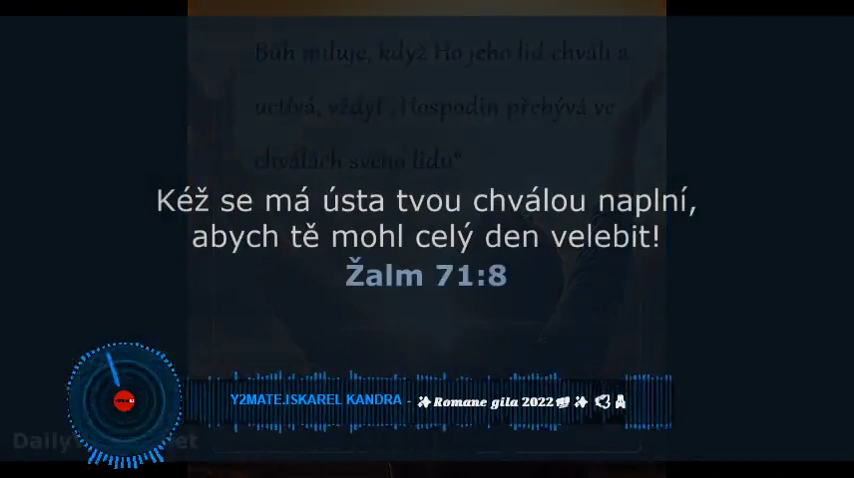 Bůh miluje, když Ho jeho lid chválí a
uctívá, vždyť „Hospodin přebývá ve
chválách svého lidu“
Kéž se má ústa tvou chválou naplní,
abych tě mohl celý den velebit!
Žalm 71:8
Y2MATE.ISKAREL KANDRA - ✨Romane gila 2022